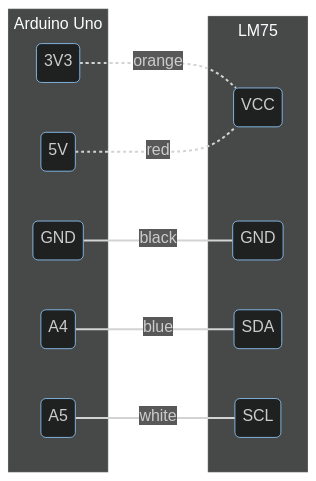 Arduino Uno
LM75
3V3
orange
VCC
5V
red
GND
black
GND
A4
blue
SDA
A5
white
SCL